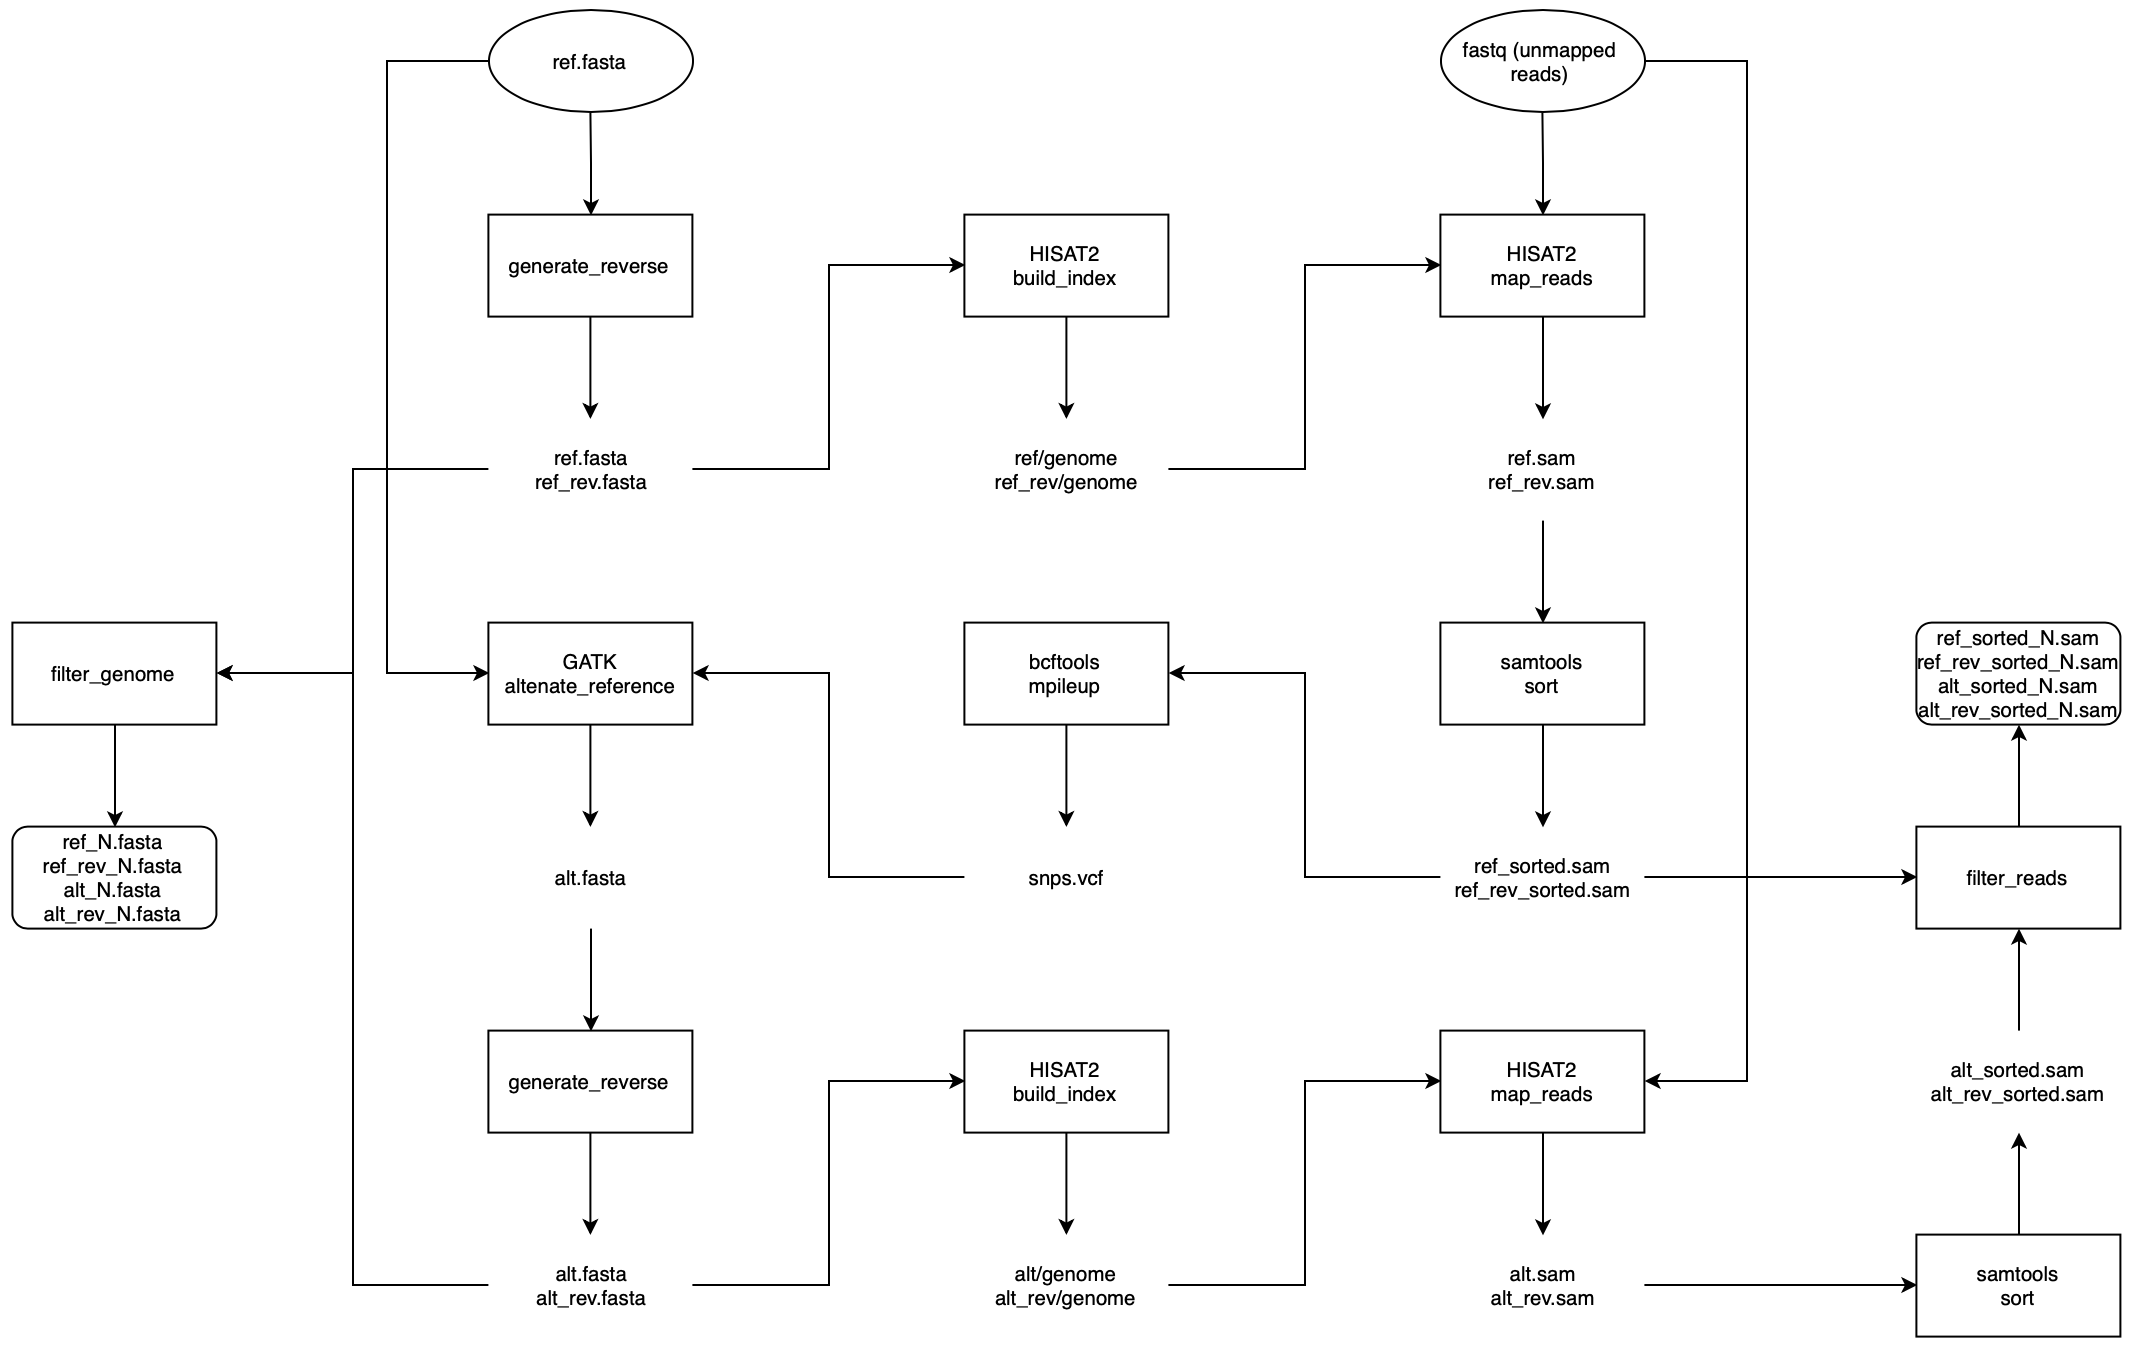 ref.fasta
fastq (unmapped
reads)
generate_reverse
HISAT2
build_index
HISAT2
map_reads
ref.fasta
ref_rev.fasta
ref/genome
ref_rev/genome
ref.sam
ref_rev.sam
filter_genome
GATK
altenate_reference
bcftools
mpileup
samtools
sort
ref_sorted_N.sam
ref_rev_sorted_N.sam
alt_sorted_N.sam
alt_rev_sorted_N.sam
ref_N.fasta
ref_rev_N.fasta
alt_N.fasta
alt_rev_N.fasta
alt.fasta
snps.vcf
ref_sorted.sam
ref_rev_sorted.sam
filter_reads
generate_reverse
HISAT2
build_index
HISAT2
map_reads
alt_sorted.sam
alt_rev_sorted.sam
alt.fasta
alt_rev.fasta
alt/genome
alt_rev/genome
alt.sam
alt_rev.sam
samtools
sort